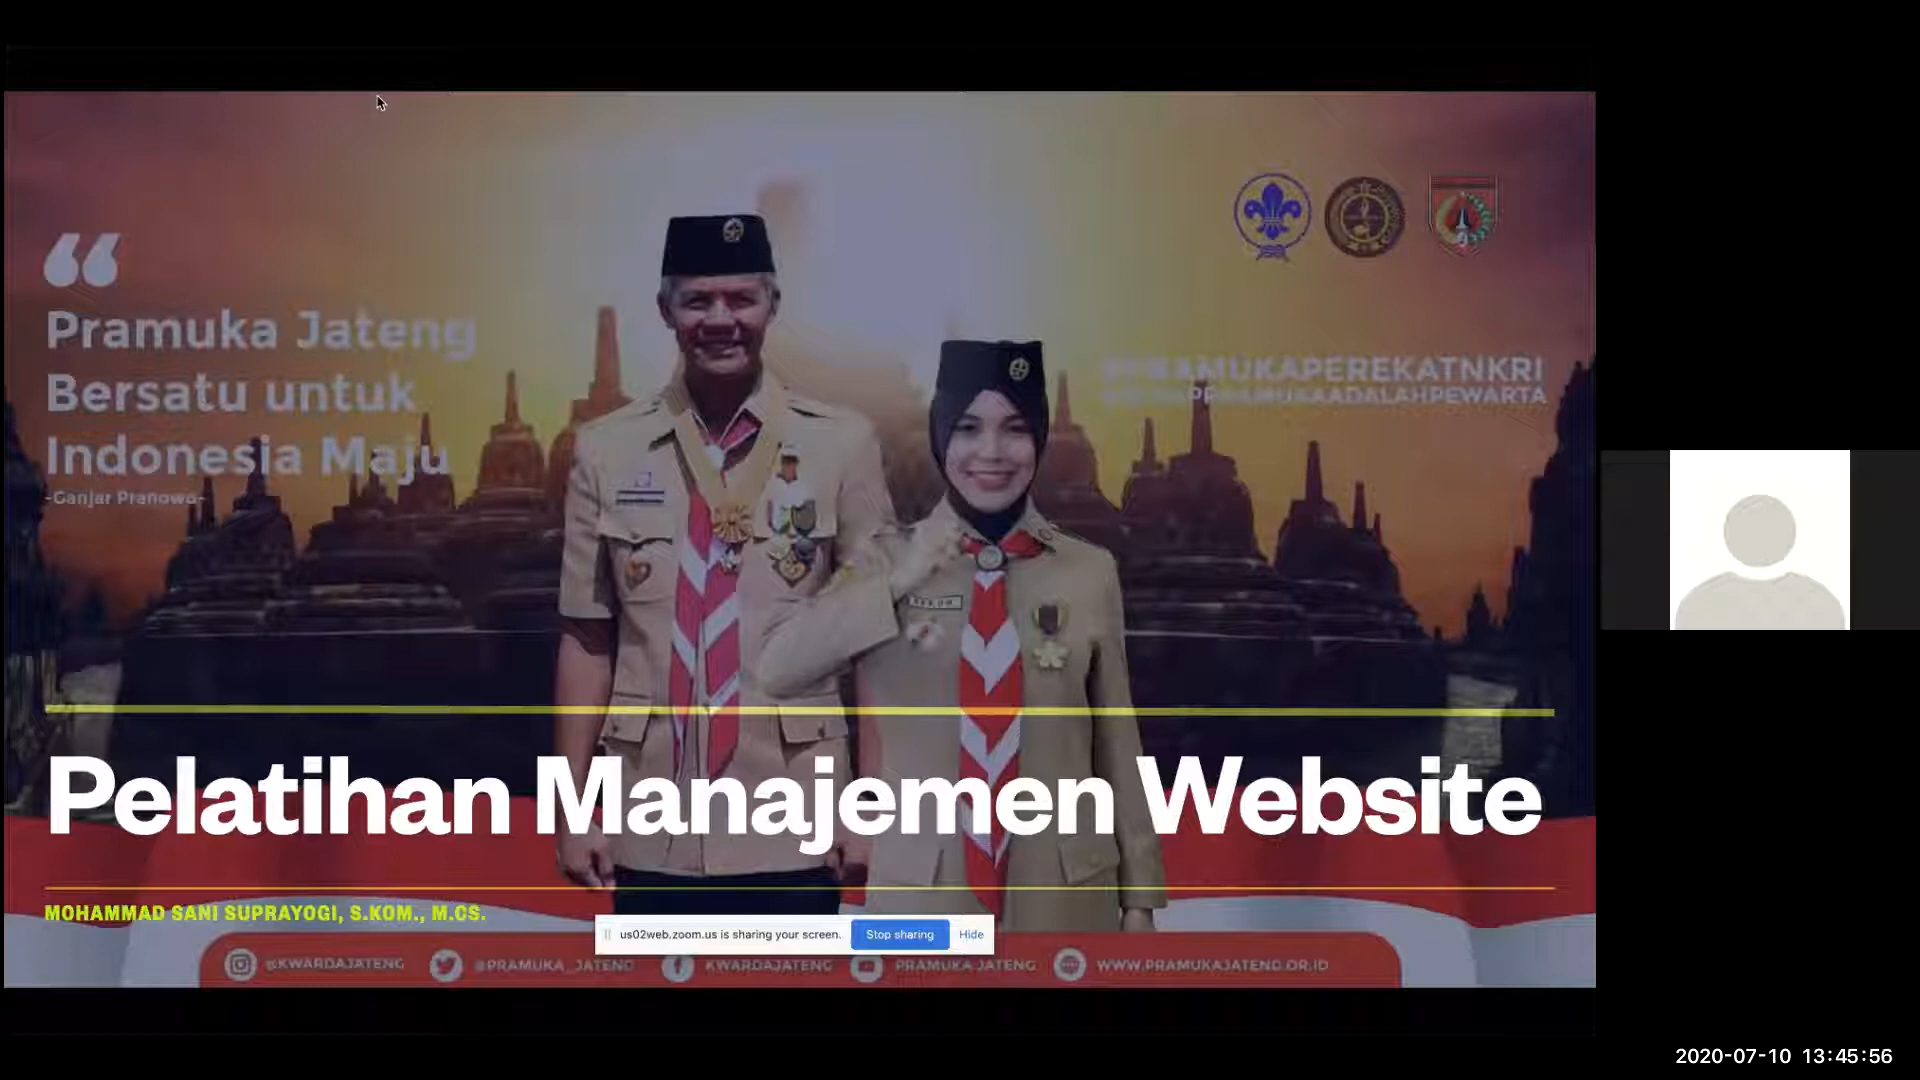 Pramuka Jateng
Bersatu untuk
Indonesia Maju
-Ganjar Pranowo-
Pelatihan Manajemen Website
MOHAMMAD SANI SUPRAYOGI, S.KOM., M.CS.
us02web.zoom.us is sharing your screen. Stop sharing Hide
@KWARDAJATENG @PRAMUKA_JATENG KWARDAJATENG PRAMUKA JATENG WWW.PRAMUKAJATENG.OR.ID
2020-07-10 13:45:56